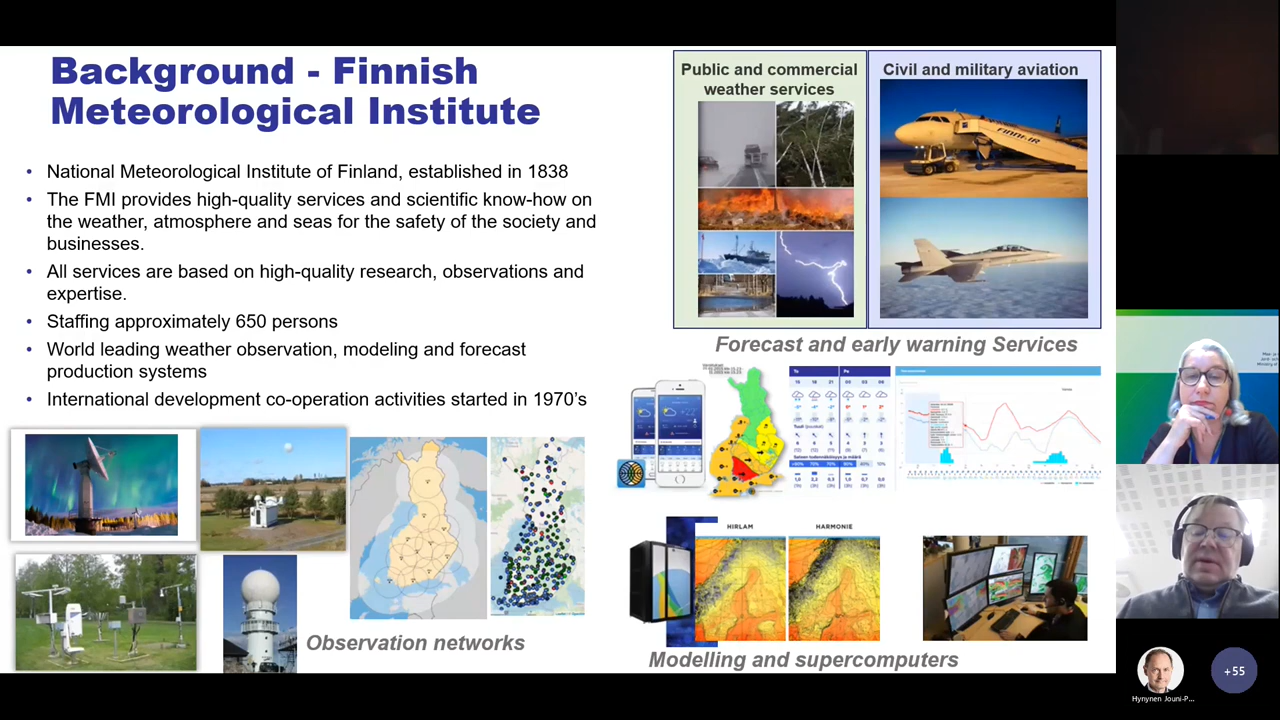 Background - Finnish
Meteorological Institute
• National Meteorological Institute of Finland, established in 1838
• The FMI provides high-quality services and scientific know-how on
the weather, atmosphere and seas for the safety of the society and
businesses.
• All services are based on high-quality research, observations and
expertise.
• Staffing approximately 650 persons
• World leading weather observation, modeling and forecast
production systems
• International development co-operation activities started in 1970’s
Observation networks
Public and commercial
weather services
Civil and military aviation
FINNAIR
Forecast and early warning Services
HIRLAM
HARMONIE
Modelling and supercomputers
Hynynen Jouni-P...
+55